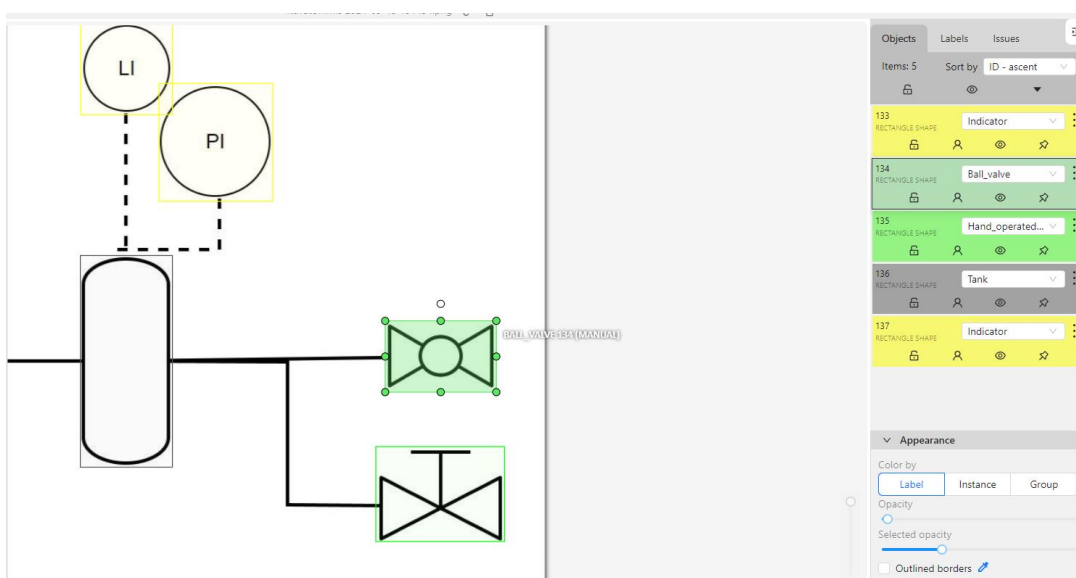 Objects Labels Issues
Items: 5 Sort by ID - ascent
133 Indicator
RECTANGLE SHAPE
134 Ball_valve
RECTANGLE SHAPE
135 Hand_operated...
RECTANGLE SHAPE
136 Tank
RECTANGLE SHAPE
137 Indicator
RECTANGLE SHAPE
LI
PI
BALL_VALVE 134 (MANUAL)
Appearance
Color by
Label Instance Group
Opacity
Selected opacity
Outlined borders